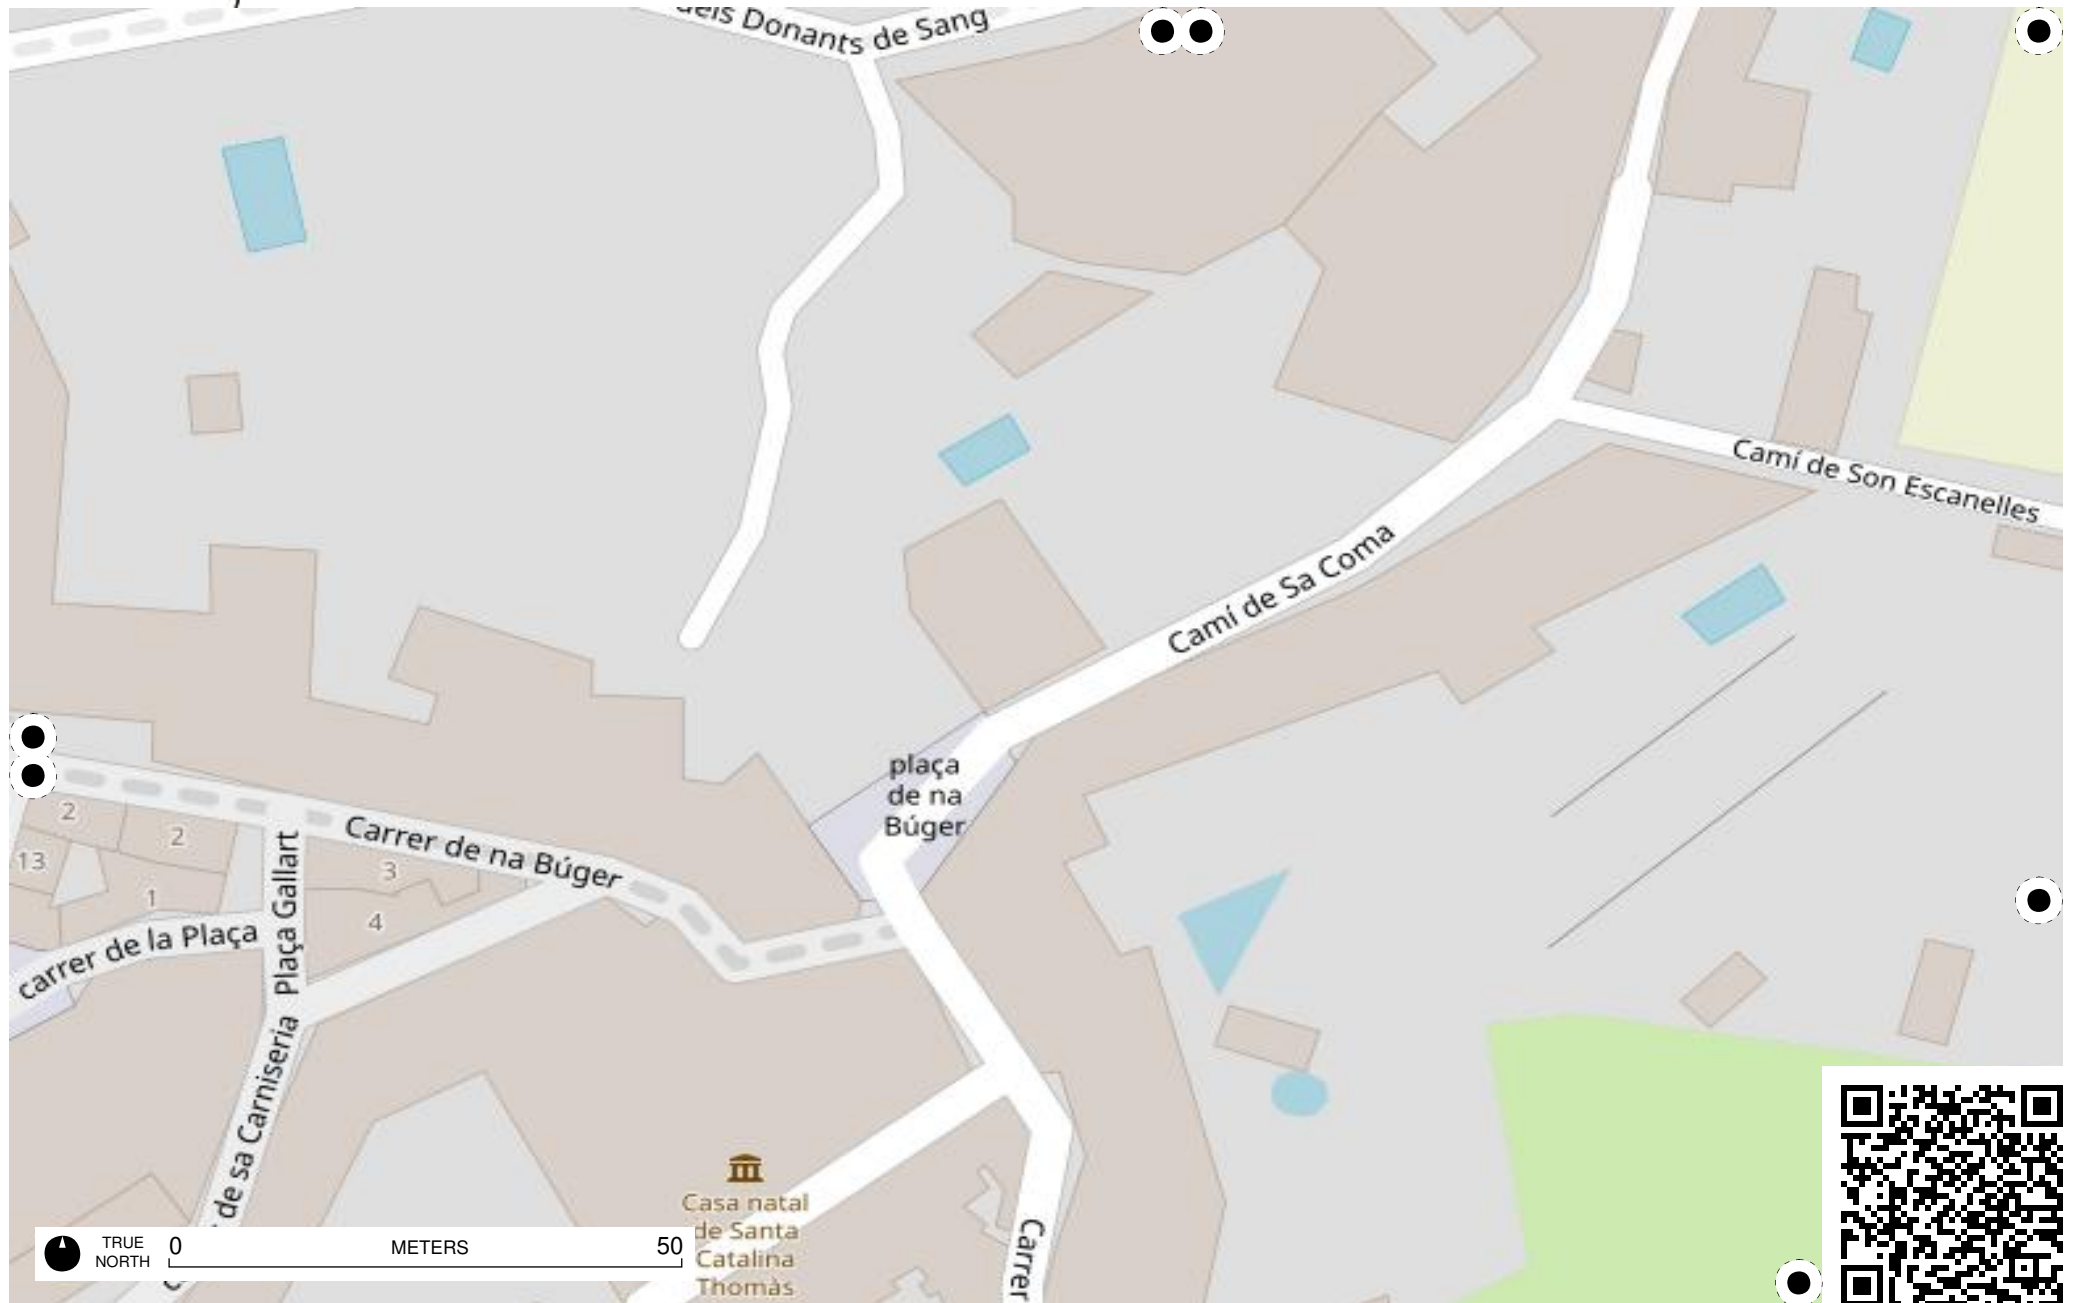 dels Donants de Sang
Camí de Son Escanelles
Camí de Sa Coma
plaça
de na
Búger
2
2
13
1
3
4
Carrer de na Búger
Plaça Gallart
carrer de la Plaça
de sa Carniseria
Casa natal
de Santa
Catalina
Thomàs
Carrer
TRUE
NORTH
0
METERS
50